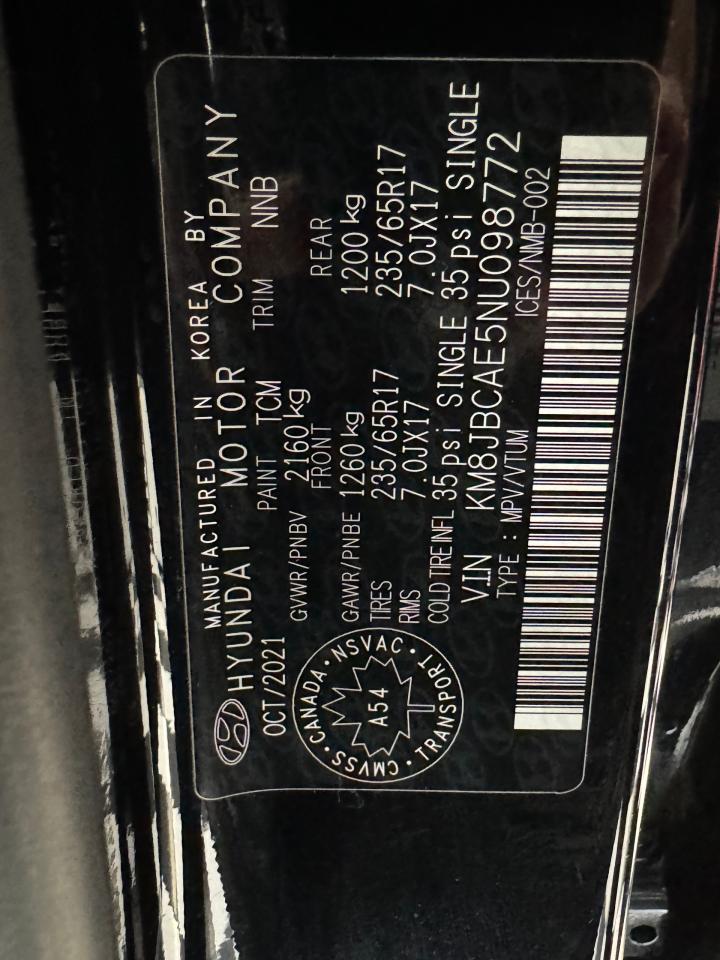 MANUFACTURED IN KOREA BY
HYUNDAI MOTOR COMPANY
OCT/2021 PAINT TCM TRIM NNB
GVWR/PNBV 2160 kg
FRONT REAR
GAWR/PNBE 1260 kg 1200 kg
TIRES 235/65R17 235/65R17
RIMS 7.0JX17 7.0JX17
COLD TIRE INFL 35 psi SINGLE 35 psi SINGLE
V.I.N KM8JBCAE5NU098772
TYPE : MPV/VTUM ICES/NMB-002
CANADA · NSVAC · TRANSPORT · CMVSS ·
A54